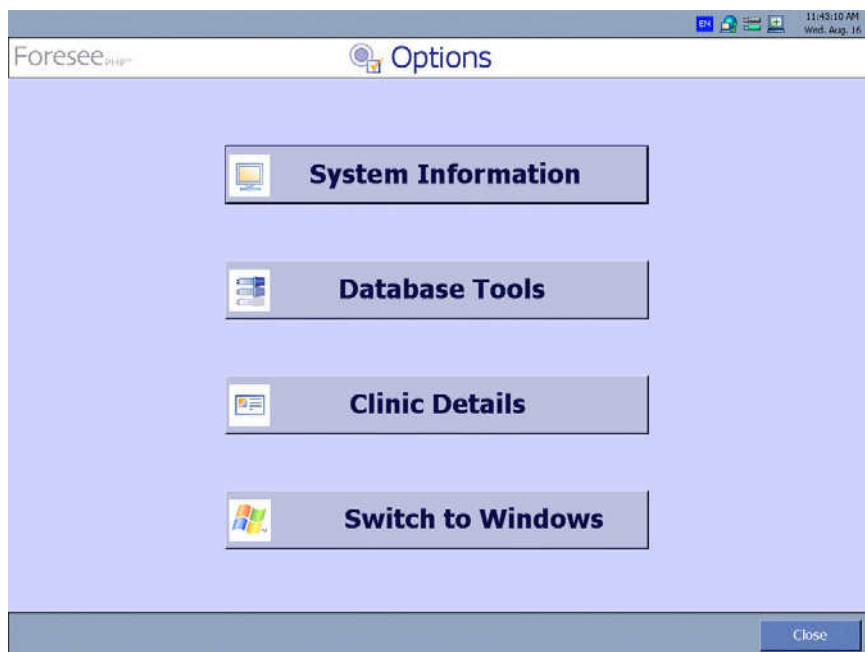 EN
11:43:10 AM
Wed. Aug. 16
Foresee PHP™
Options
System Information
Database Tools
Clinic Details
Switch to Windows
Close